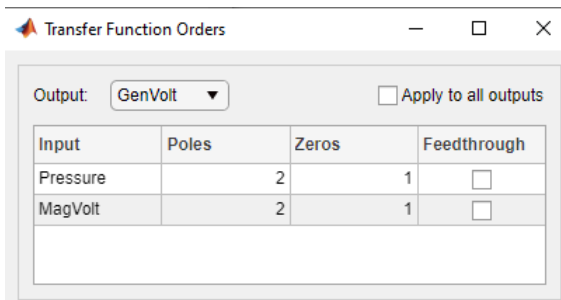 Transfer Function Orders
Output: GenVolt Apply to all outputs
Input Poles Zeros Feedthrough
Pressure 2 1
MagVolt 2 1